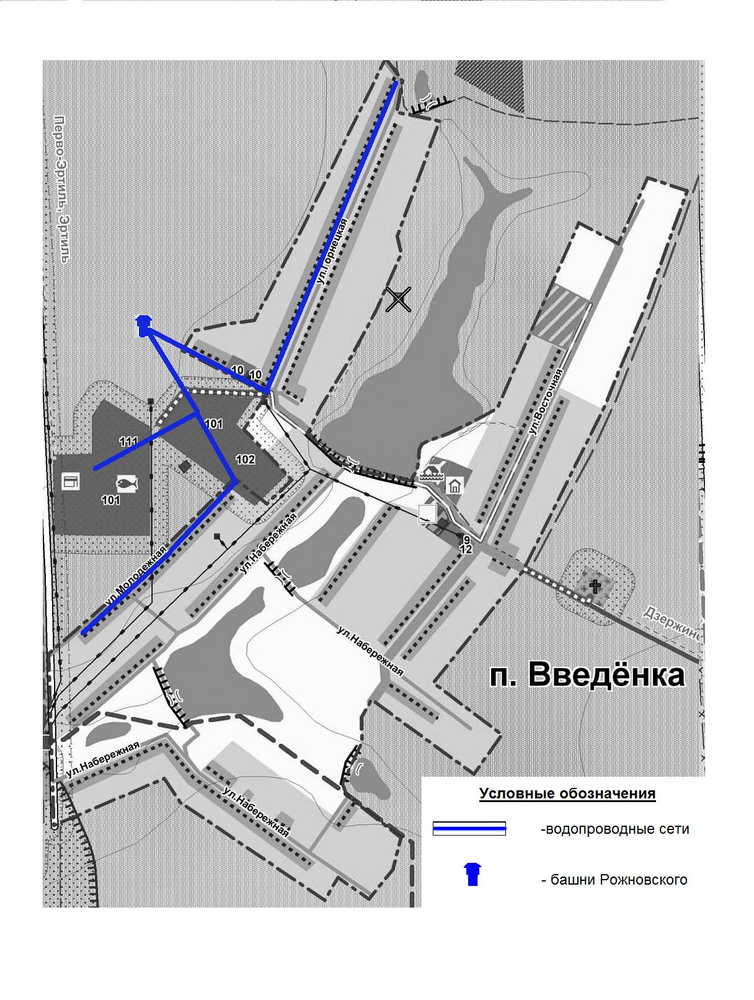 Перво-Эртиль, Эртиль
ул.Горнецкая
10
10
ул.Восточная
101
111
102
101
ул.Набережная
9
12
ул.Молодежная
Дзержинс
ул.Набережная
п. Введёнка
ул.Набережная
ул.Набережная
Условные обозначения
-водопроводные сети
- башни Рожновского